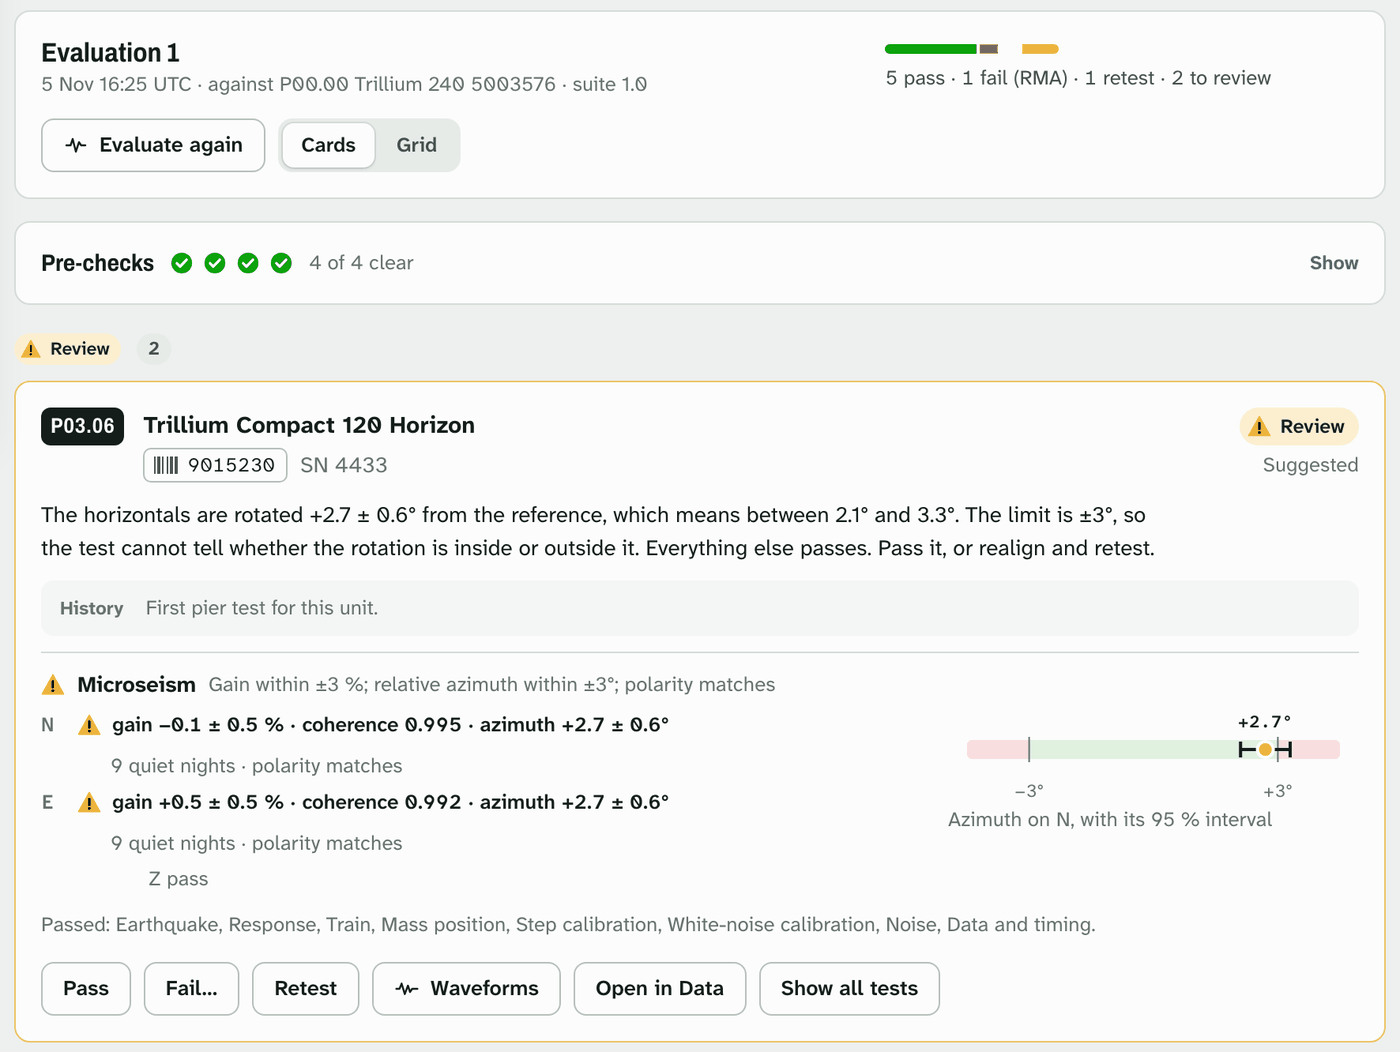 Evaluation 1
5 Nov 16:25 UTC · against P00.00 Trillium 240 5003576 · suite 1.0
5 pass · 1 fail (RMA) · 1 retest · 2 to review
Evaluate again
Cards
Grid
Pre-checks
4 of 4 clear
Show
Review
2
P03.06
Trillium Compact 120 Horizon
Review
9015230
SN 4433
Suggested
The horizontals are rotated +2.7 ± 0.6° from the reference, which means between 2.1° and 3.3°. The limit is ±3°, so
the test cannot tell whether the rotation is inside or outside it. Everything else passes. Pass it, or realign and retest.
History
First pier test for this unit.
Microseism
Gain within ±3 %; relative azimuth within ±3°; polarity matches
N
gain −0.1 ± 0.5 % · coherence 0.995 · azimuth +2.7 ± 0.6°
9 quiet nights · polarity matches
E
gain +0.5 ± 0.5 % · coherence 0.992 · azimuth +2.7 ± 0.6°
9 quiet nights · polarity matches
Z pass
+2.7°
−3°
+3°
Azimuth on N, with its 95 % interval
Passed: Earthquake, Response, Train, Mass position, Step calibration, White-noise calibration, Noise, Data and timing.
Pass
Fail…
Retest
Waveforms
Open in Data
Show all tests